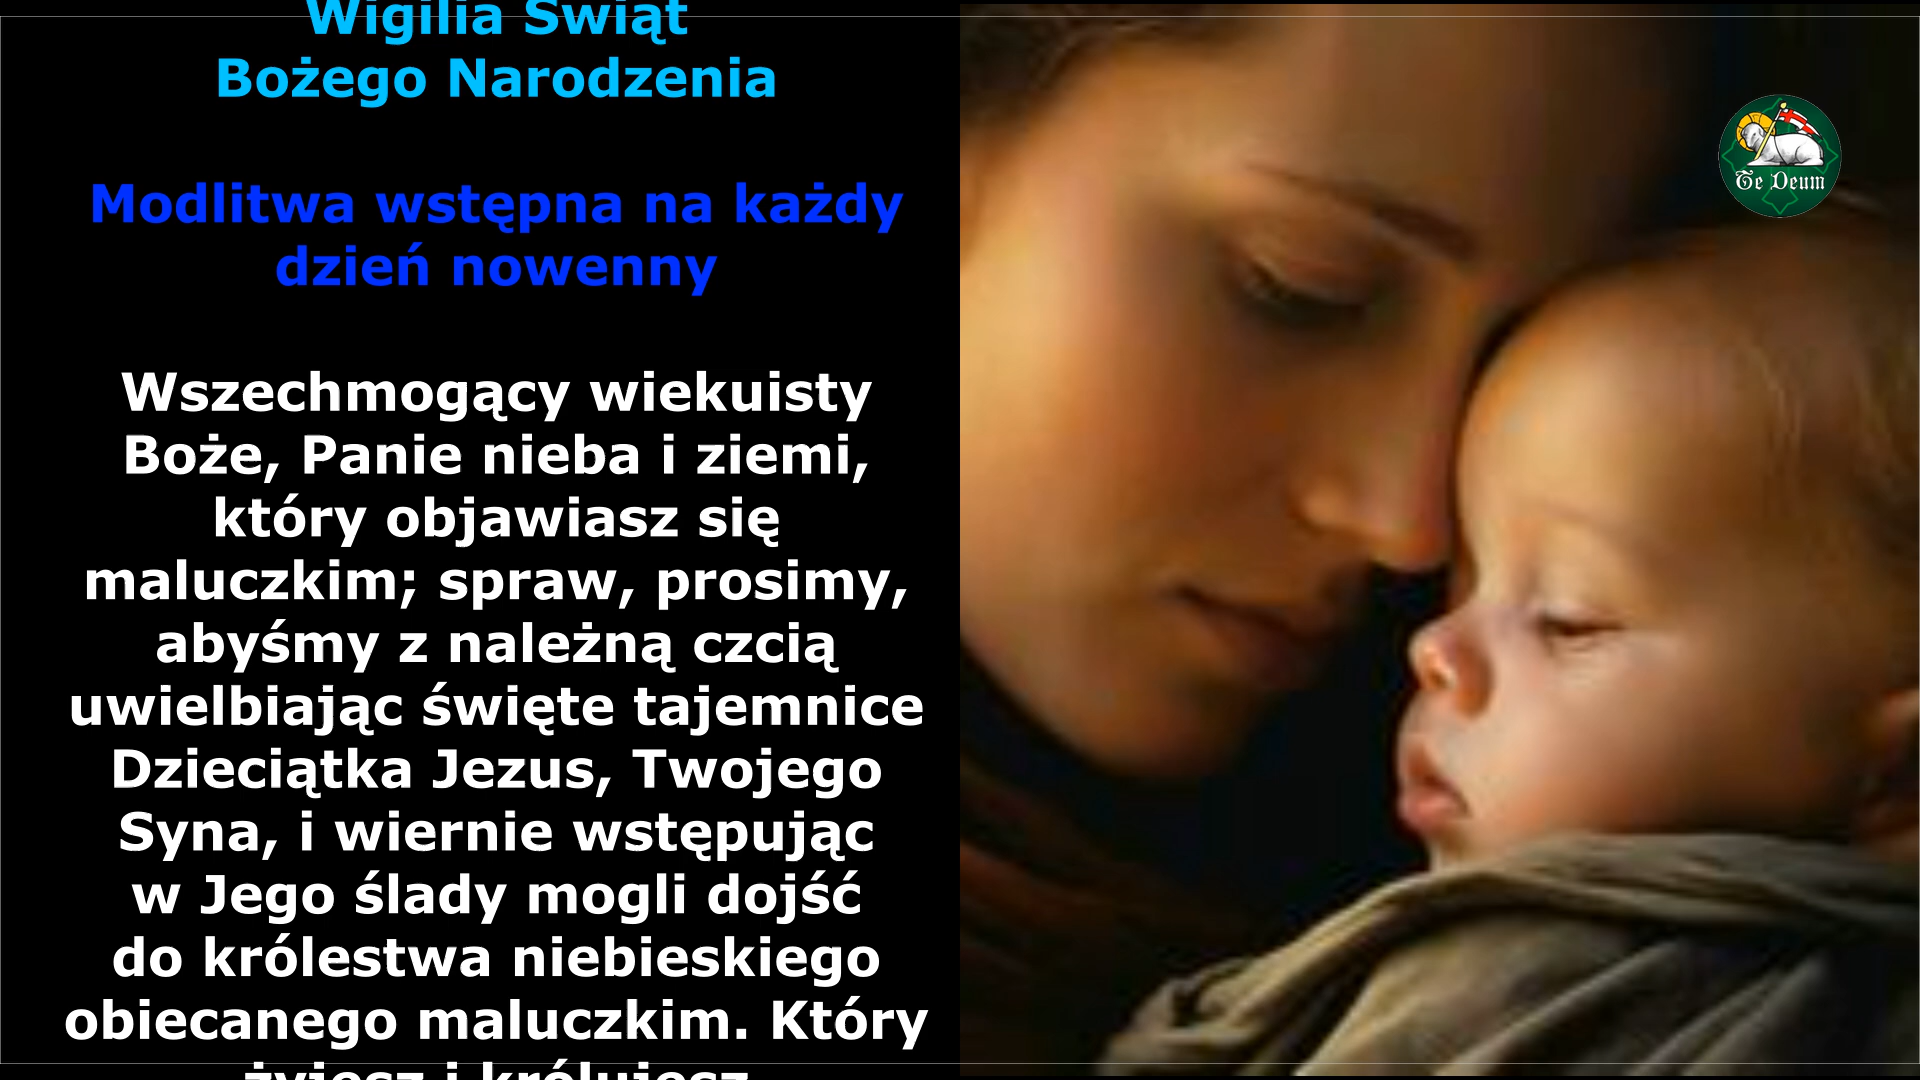 Wigilia Świąt
Bożego Narodzenia
Modlitwa wstępna na każdy
dzień nowenny
Wszechmogący wiekuisty
Boże, Panie nieba i ziemi,
który objawiasz się
maluczkim; spraw, prosimy,
abyśmy z należną czcią
uwielbiając święte tajemnice
Dzieciątka Jezus, Twojego
Syna, i wiernie wstępując
w Jego ślady mogli dojść
do królestwa niebieskiego
obiecanego maluczkim. Który
żyjesz i królujesz
Te Deum